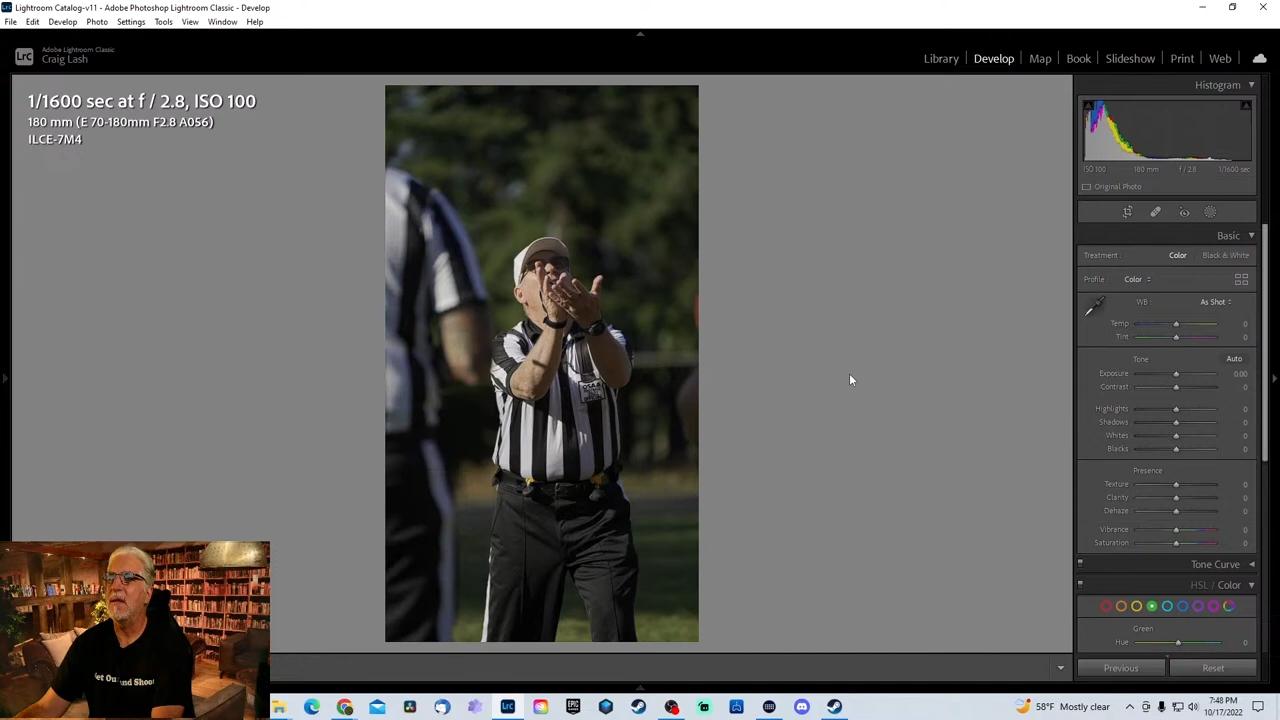 Lightroom Catalog-v11 - Adobe Photoshop Lightroom Classic - Develop
File Edit Develop Photo Settings Tools View Window Help
Lrc
Adobe Lightroom Classic
Craig Lash
Library | Develop | Map | Book | Slideshow | Print | Web
1/1600 sec at f / 2.8, ISO 100
180 mm (E 70-180mm F2.8 A056)
ILCE-7M4
Histogram
ISO 100 180 mm f / 2.8 1/1600 sec
Original Photo
Basic
Treatment : Color Black & White
Profile Color
WB : As Shot
Temp 0
Tint 0
Tone Auto
Exposure 0.00
Contrast 0
Highlights 0
Shadows 0
Whites 0
Blacks 0
Presence
Texture 0
Clarity 0
Dehaze 0
Vibrance 0
Saturation 0
Tone Curve
HSL / Color
Green
Hue 0
Previous Reset
Get Ou and Shoot
Lrc
EPIC
58°F Mostly clear
7:48 PM
10/17/2022